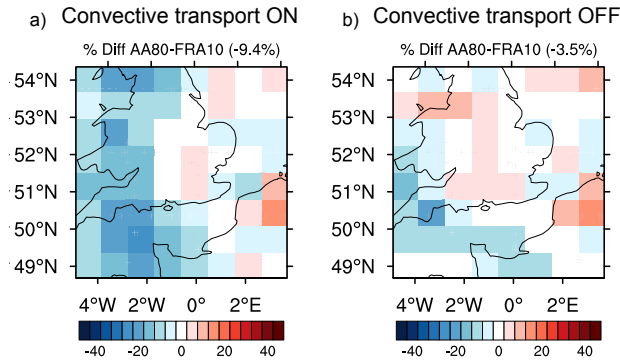 a) Convective transport ON
% Diff AA80-FRA10 (-9.4%)
54°N
53°N
52°N
51°N
50°N
49°N
4°W 2°W 0° 2°E
-40 -20 0 20 40
b) Convective transport OFF
% Diff AA80-FRA10 (-3.5%)
54°N
53°N
52°N
51°N
50°N
49°N
4°W 2°W 0° 2°E
-40 -20 0 20 40